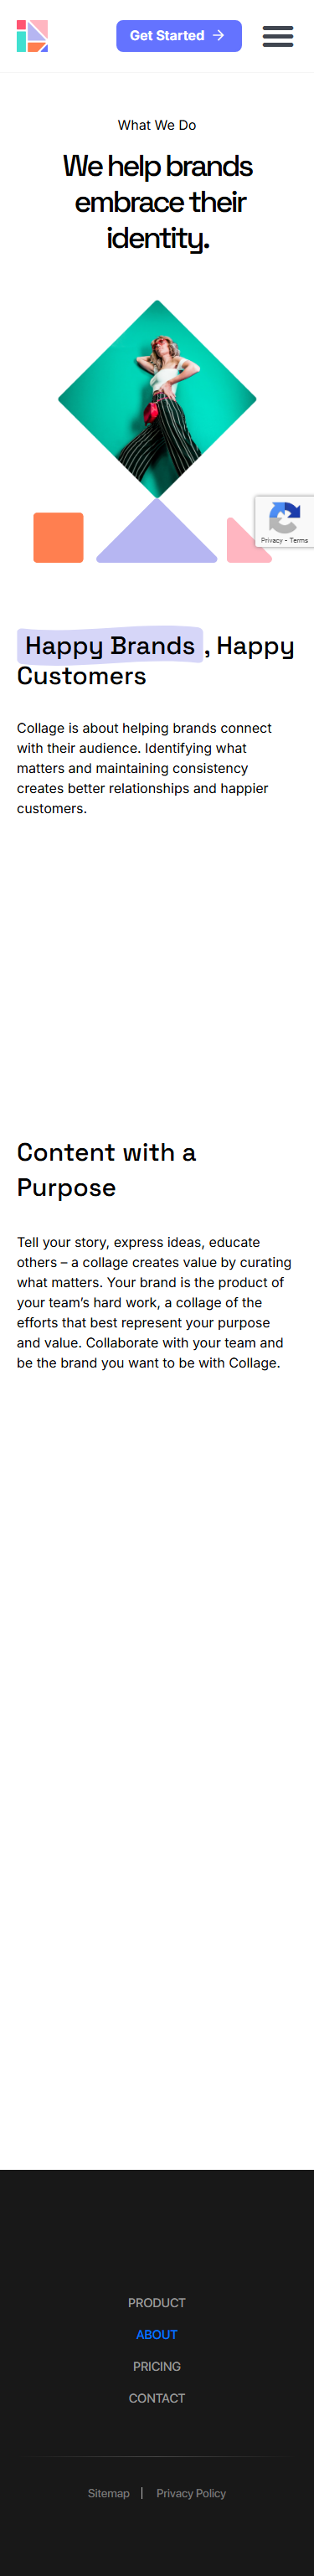 Get Started →
What We Do
We help brands
embrace their
identity.
Privacy - Terms
Happy Brands , Happy
Customers
Collage is about helping brands connect
with their audience. Identifying what
matters and maintaining consistency
creates better relationships and happier
customers.
Content with a
Purpose
Tell your story, express ideas, educate
others – a collage creates value by curating
what matters. Your brand is the product of
your team’s hard work, a collage of the
efforts that best represent your purpose
and value. Collaborate with your team and
be the brand you want to be with Collage.
PRODUCT
ABOUT
PRICING
CONTACT
Sitemap | Privacy Policy